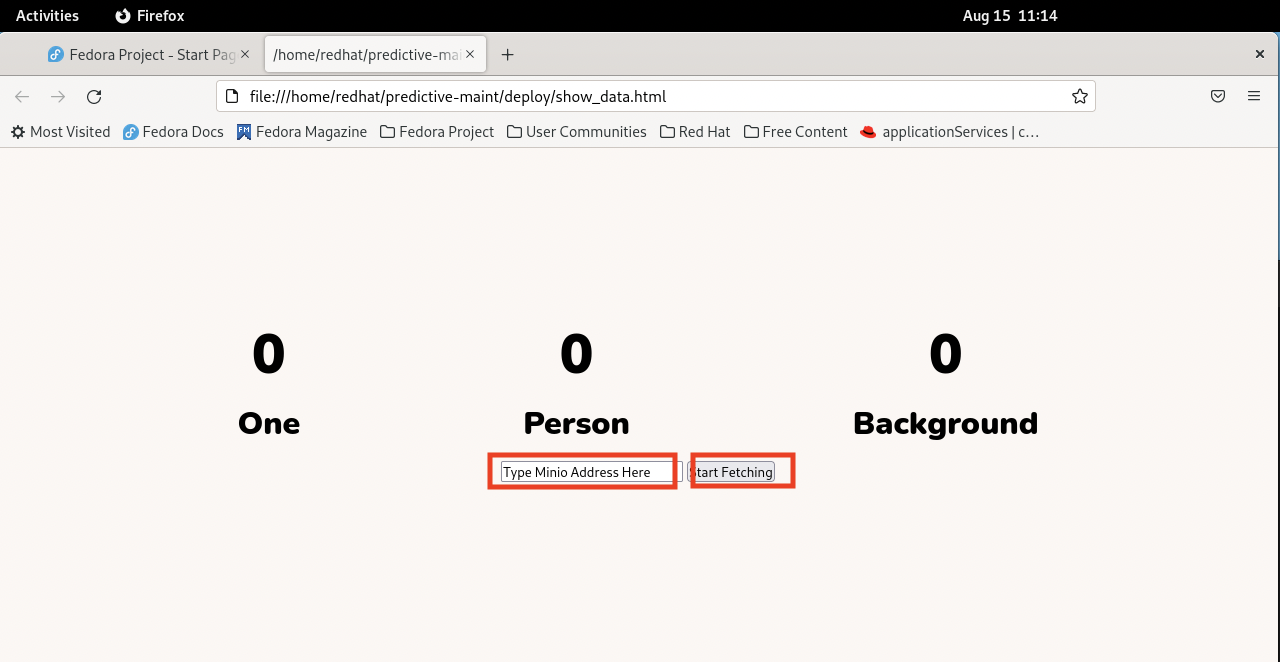 Activities Firefox Aug 15 11:14
Fedora Project - Start Pag /home/redhat/predictive-mai
file:///home/redhat/predictive-maint/deploy/show_data.html
Most Visited Fedora Docs FM Fedora Magazine Fedora Project User Communities Red Hat Free Content applicationServices | c…
0 0 0
One Person Background
Type Minio Address Here Start Fetching